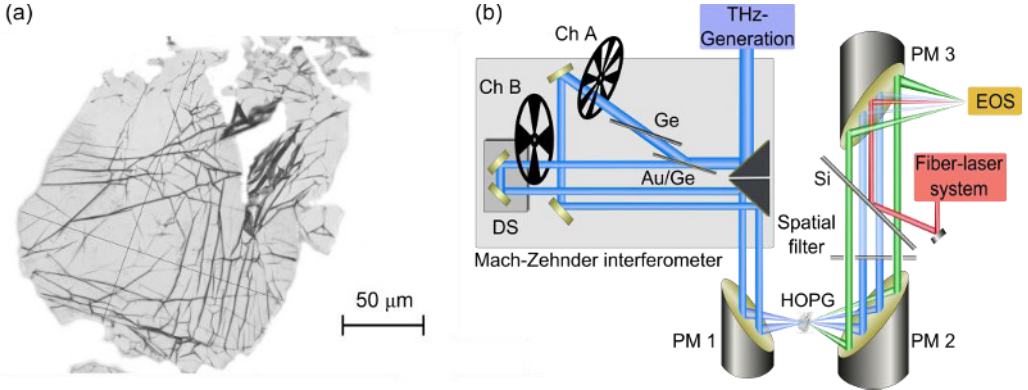 (a)
50 μm
(b)
THz-
Generation
Ch A
Ch B
Ge
Au/Ge
DS
Mach-Zehnder interferometer
PM 1
HOPG
PM 2
PM 3
EOS
Si
Fiber-laser
system
Spatial
filter